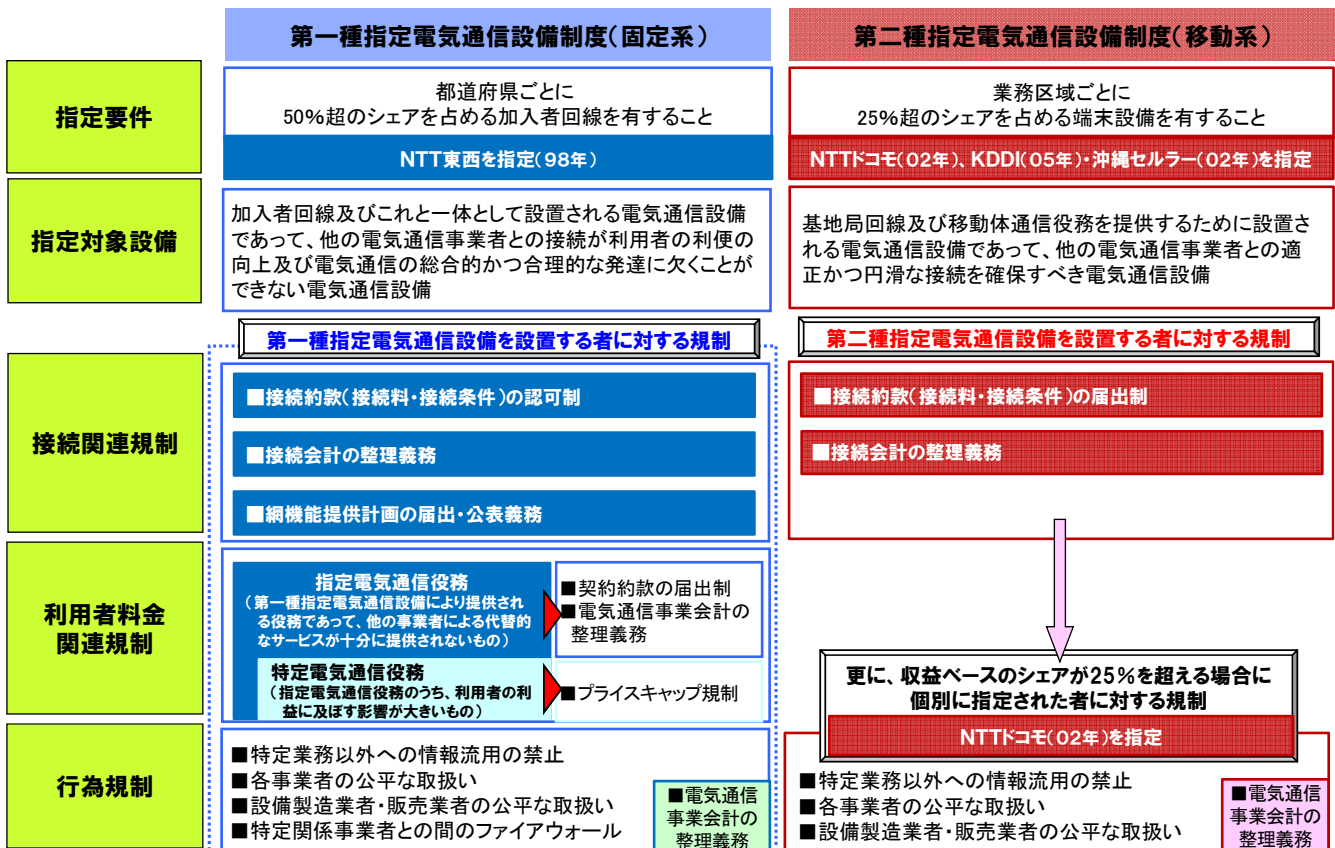 第一種指定電気通信設備制度(固定系)
第二種指定電気通信設備制度(移動系)
指定要件
都道府県ごとに
50%超のシェアを占める加入者回線を有すること
NTT東西を指定(98年)
業務区域ごとに
25%超のシェアを占める端末設備を有すること
NTTドコモ(02年)、KDDI(05年)・沖縄セルラー(02年)を指定
指定対象設備
加入者回線及びこれと一体として設置される電気通信設備
であって、他の電気通信事業者との接続が利用者の利便の
向上及び電気通信の総合的かつ合理的な発達に欠くことが
できない電気通信設備
基地局回線及び移動体通信役務を提供するために設置さ
れる電気通信設備であって、他の電気通信事業者との適
正かつ円滑な接続を確保すべき電気通信設備
第一種指定電気通信設備を設置する者に対する規制
第二種指定電気通信設備を設置する者に対する規制
接続関連規制
■接続約款(接続料・接続条件)の認可制
■接続会計の整理義務
■網機能提供計画の届出・公表義務
■接続約款(接続料・接続条件)の届出制
■接続会計の整理義務
利用者料金
関連規制
指定電気通信役務
(第一種指定電気通信設備により提供され
る役務であって、他の事業者による代替的
なサービスが十分に提供されないもの)
■契約約款の届出制
■電気通信事業会計の
整理義務
特定電気通信役務
(指定電気通信役務のうち、利用者の利
益に及ぼす影響が大きいもの)
■プライスキャップ規制
更に、収益ベースのシェアが25%を超える場合に
個別に指定された者に対する規制
NTTドコモ(02年)を指定
行為規制
■特定業務以外への情報流用の禁止
■各事業者の公平な取扱い
■設備製造業者・販売業者の公平な取扱い
■特定関係事業者との間のファイアウォール
■電気通信
事業会計の
整理義務
■特定業務以外への情報流用の禁止
■各事業者の公平な取扱い
■設備製造業者・販売業者の公平な取扱い
■電気通信
事業会計の
整理義務